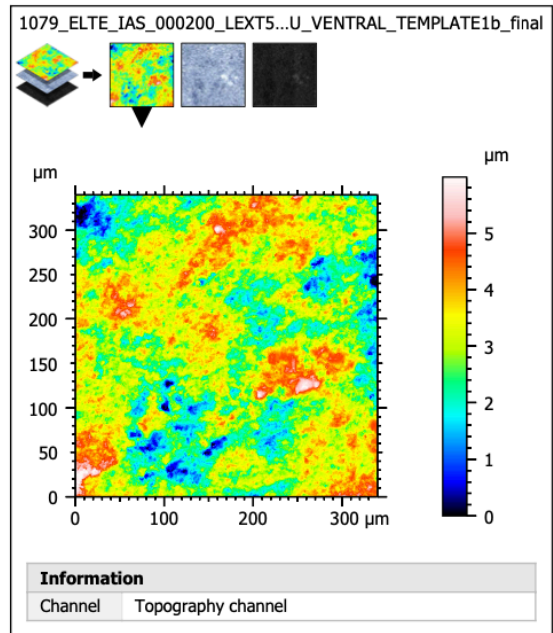 1079_ELTE_IAS_000200_LEXT5...U_VENTRAL_TEMPLATE1b_final
µm
µm
300
250
200
150
100
50
0
0 100 200 300 µm
5
4
3
2
1
0
Information
Channel Topography channel